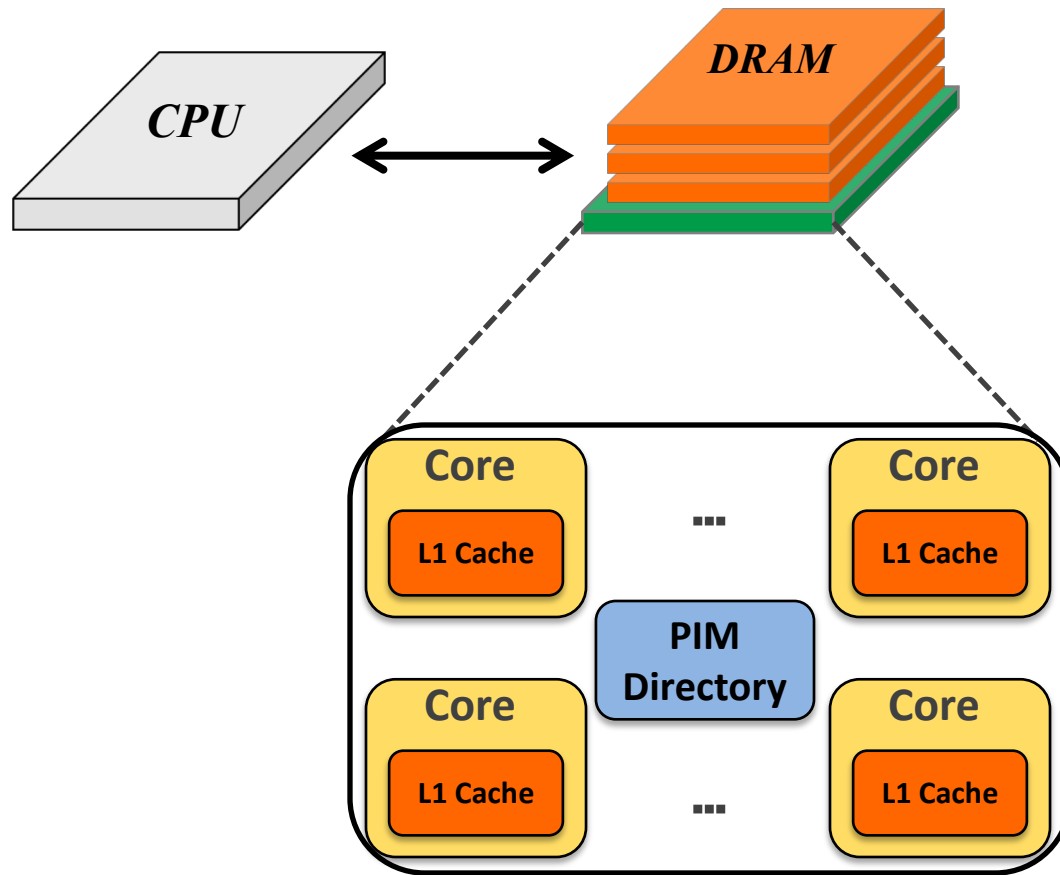 CPU
DRAM
Core
L1 Cache
...
Core
L1 Cache
PIM
Directory
Core
L1 Cache
...
Core
L1 Cache